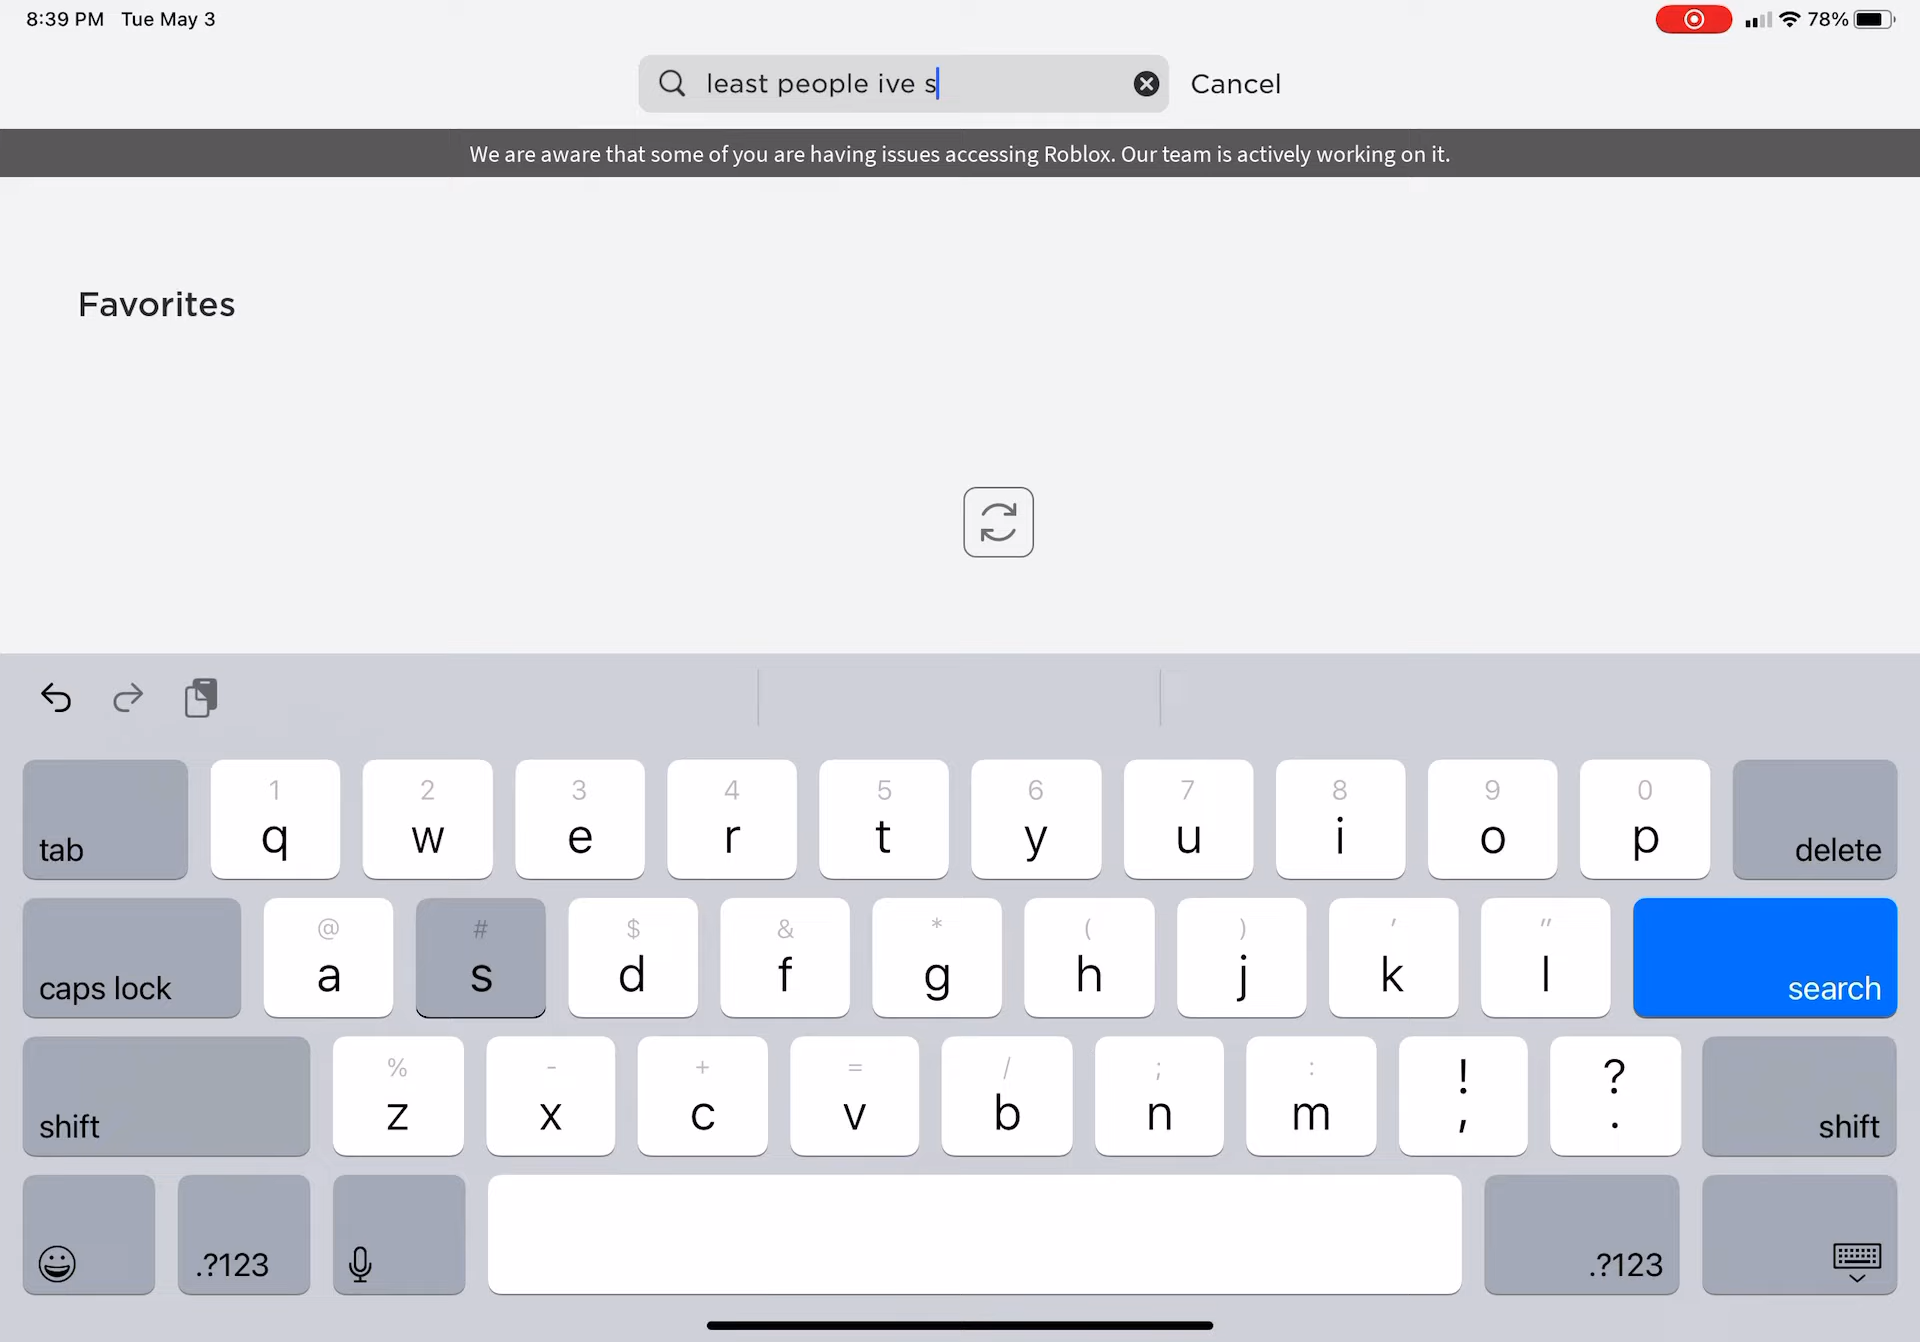 8:39 PM Tue May 3
78%
least people ive s
Cancel
We are aware that some of you are having issues accessing Roblox. Our team is actively working on it.
Favorites
1 2 3 4 5 6 7 8 9 0
tab q w e r t y u i o p delete
@ # $ & * ( ) ' "
caps lock a s d f g h j k l search
% - + = / ; : ! ?
shift z x c v b n m , . shift
.?123 .?123